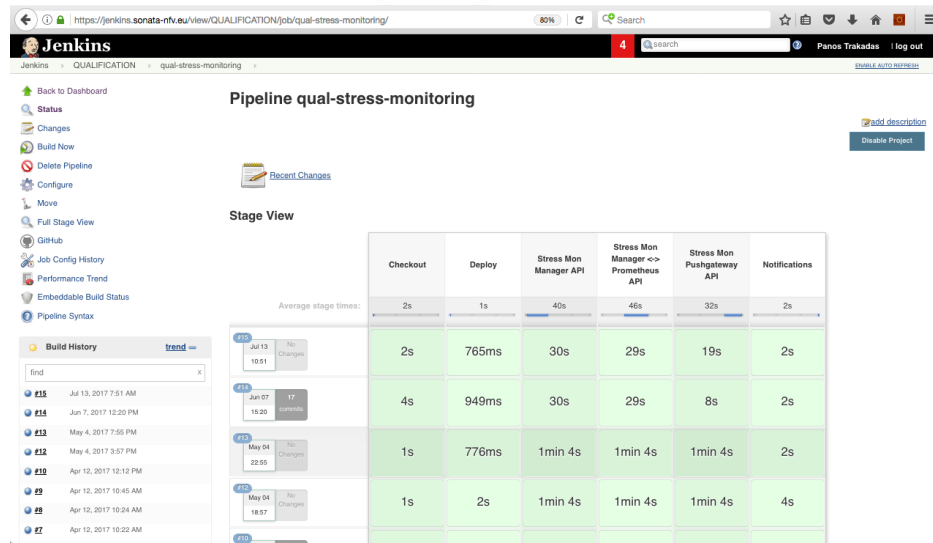 https://jenkins.sonata-nfv.eu/view/QUALIFICATION/job/qual-stress-monitoring/
80%
Search
Jenkins
4
search
Panos Trakadas
log out
Jenkins
QUALIFICATION
qual-stress-monitoring
ENABLE AUTO REFRESH
Back to Dashboard
Status
Changes
Build Now
Delete Pipeline
Configure
Move
Full Stage View
GitHub
Job Config History
Performance Trend
Embeddable Build Status
Pipeline Syntax
Build History
trend
find
x
#15 Jul 13, 2017 7:51 AM
#14 Jun 7, 2017 12:20 PM
#13 May 4, 2017 7:55 PM
#12 May 4, 2017 3:57 PM
#10 Apr 12, 2017 12:12 PM
#9 Apr 12, 2017 10:45 AM
#8 Apr 12, 2017 10:24 AM
#7 Apr 12, 2017 10:22 AM
Pipeline qual-stress-monitoring
add description
Disable Project
Recent Changes
Stage View
Checkout
Deploy
Stress Mon
Manager API
Stress Mon
Manager <->
Prometheus
API
Stress Mon
Pushgateway
API
Notifications
Average stage times:
2s 1s 40s 46s 32s 2s
#15
Jul 13
10:51
No
Changes
2s 765ms 30s 29s 19s 2s
#14
Jun 07
15:20
17
commits
4s 949ms 30s 29s 8s 2s
#13
May 04
22:55
No
Changes
1s 776ms 1min 4s 1min 4s 1min 4s 2s
#12
May 04
18:57
No
Changes
1s 2s 1min 4s 1min 4s 1min 4s 4s
#10